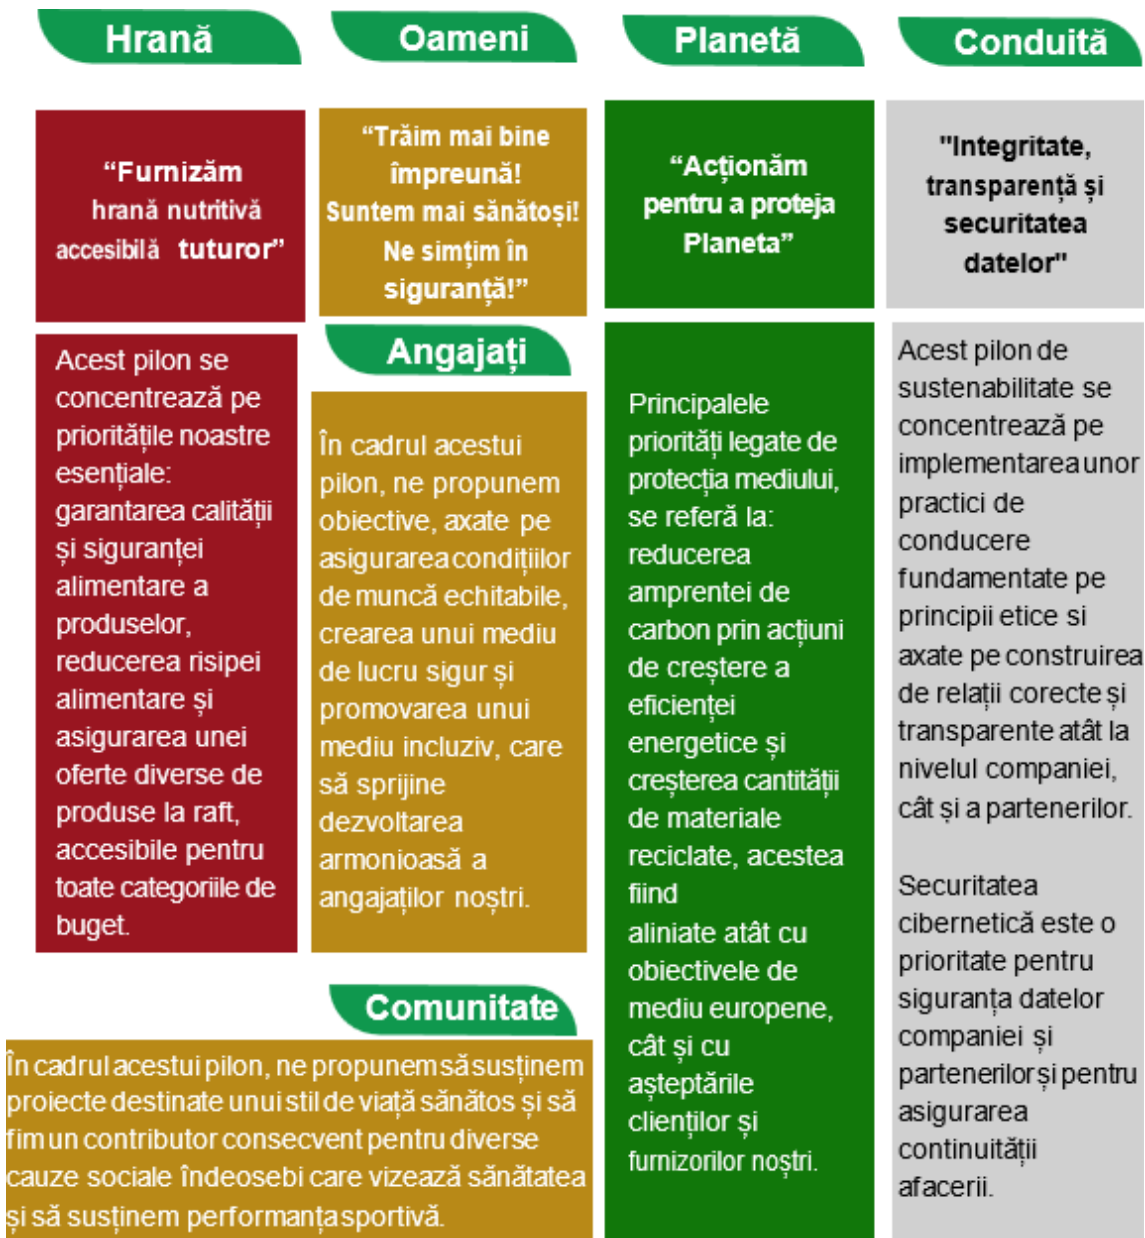 Hrană
“Furnizăm
hrană nutritivă
accesibilă tuturor”
Acest pilon se
concentrează pe
prioritățile noastre
esențiale:
garantarea calității
și siguranței
alimentare a
produselor,
reducerea risipei
alimentare și
asigurarea unei
oferte diverse de
produse la raft,
accesibile pentru
toate categoriile de
buget.
Oameni
“Trăim mai bine
împreună!
Suntem mai sănătoși!
Ne simțim în
siguranță!”
Angajați
În cadrul acestui
pilon, ne propunem
obiective, axate pe
asigurarea condițiilor
de muncă echitabile,
crearea unui mediu
de lucru sigur și
promovarea unui
mediu incluziv, care
să sprijine
dezvoltarea
armonioasă a
angajaților noștri.
Comunitate
În cadrul acestui pilon, ne propunem să susținem
proiecte destinate unui stil de viață sănătos și să
fim un contributor consecvent pentru diverse
cauze sociale îndeosebi care vizează sănătatea
și să susținem performanța sportivă.
Planetă
“Acționăm
pentru a proteja
Planeta”
Principalele
priorități legate de
protecția mediului,
se referă la:
reducerea
amprentei de
carbon prin acțiuni
de creștere a
eficienței
energetice și
creșterea cantității
de materiale
reciclate, acestea
fiind
aliniate atât cu
obiectivele de
mediu europene,
cât și cu
așteptările
clienților și
furnizorilor noștri.
Conduită
"Integritate,
transparență și
securitatea
datelor"
Acest pilon de
sustenabilitate se
concentrează pe
implementarea unor
practici de
conducere
fundamentate pe
principii etice si
axate pe construirea
de relații corecte și
transparente atât la
nivelul companiei,
cât și a partenerilor.
Securitatea
cibernetică este o
prioritate pentru
siguranța datelor
companiei și
partenerilor și pentru
asigurarea
continuității
afacerii.